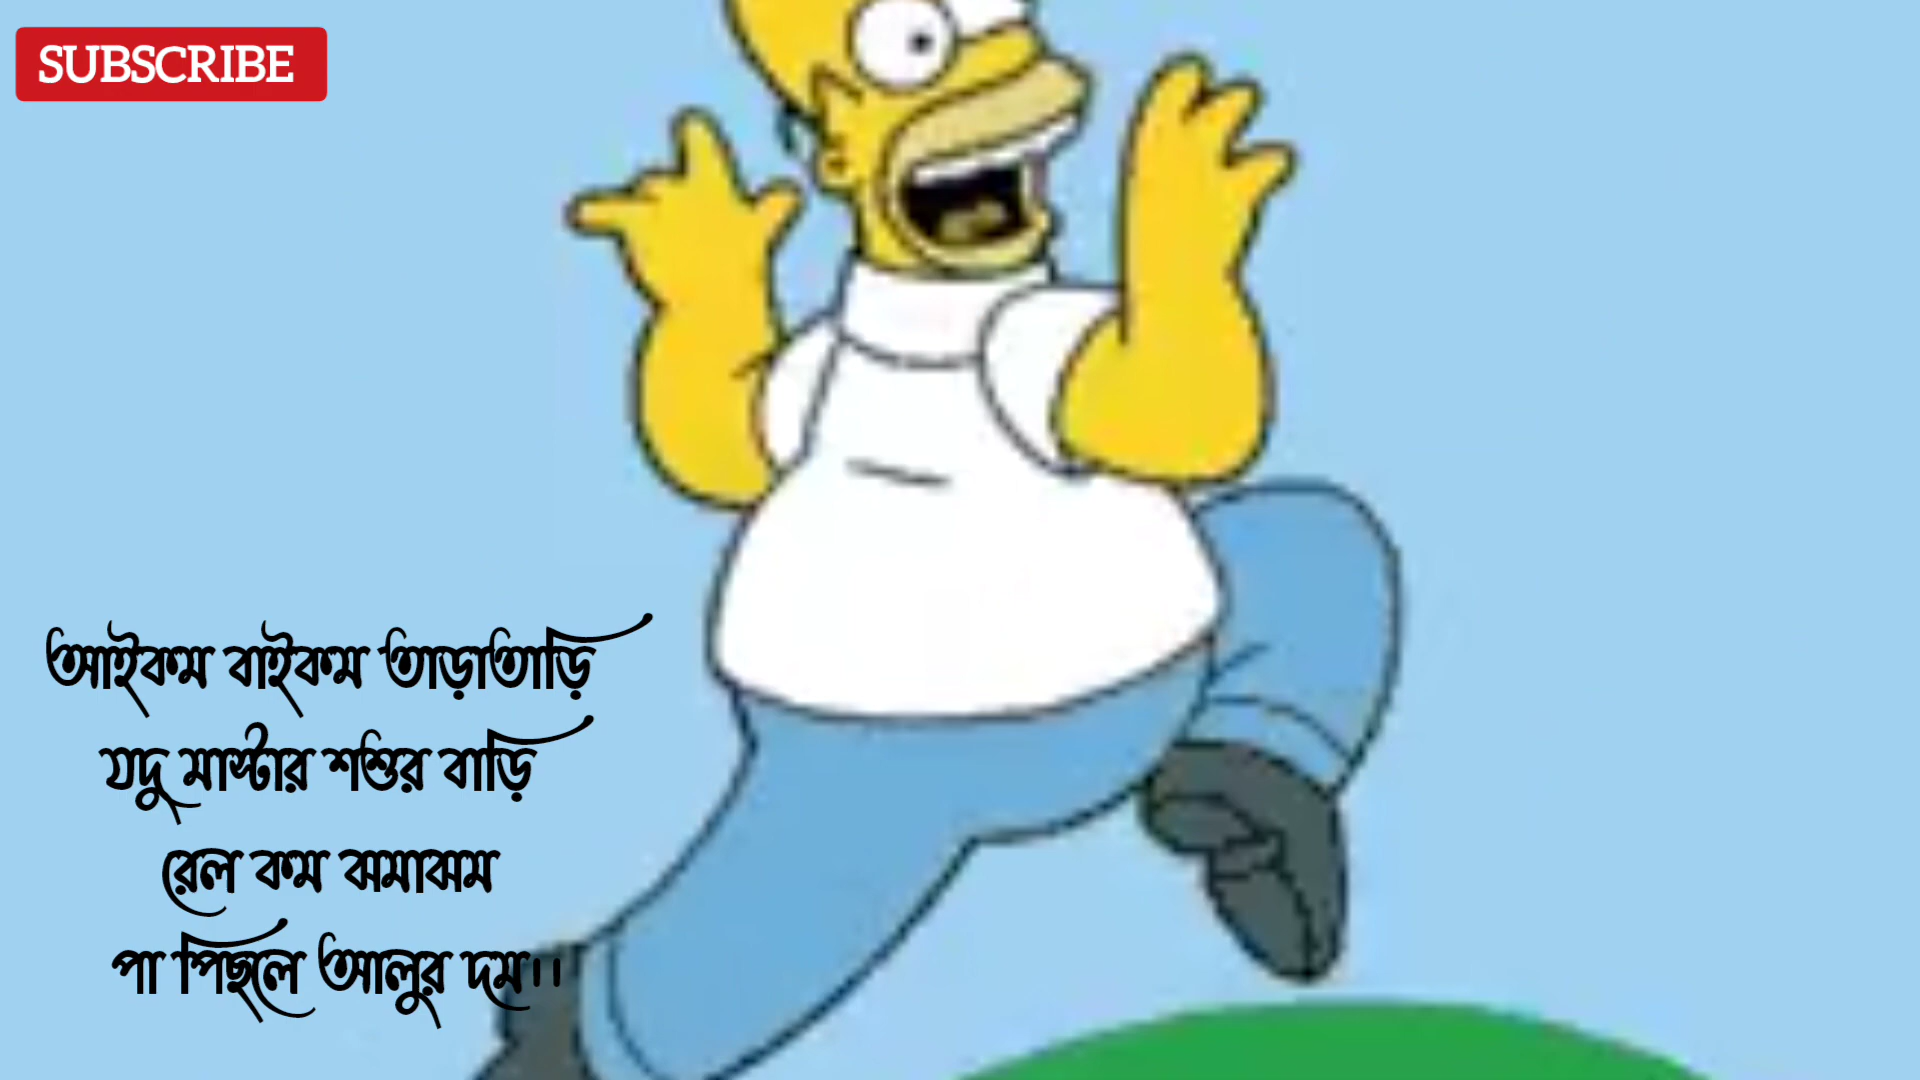 SUBSCRIBE
আইকম বাইকম তাড়াতাড়ি
যদু মাস্টার শশুর বাড়ি
রেল কম ঝমাঝম
পা পিছলে আলুর দম।।